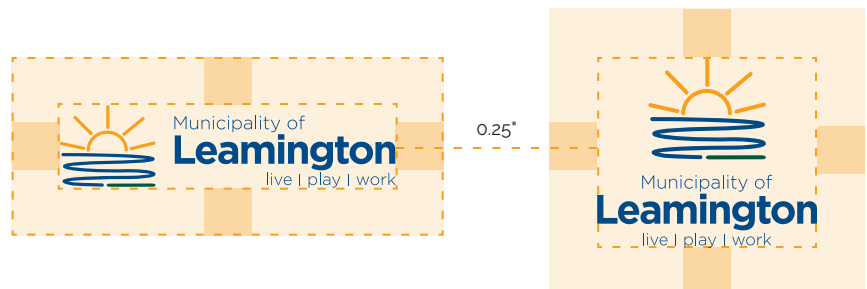 Municipality of
Leamington
live | play | work
0.25"
Municipality of
Leamington
live | play | work